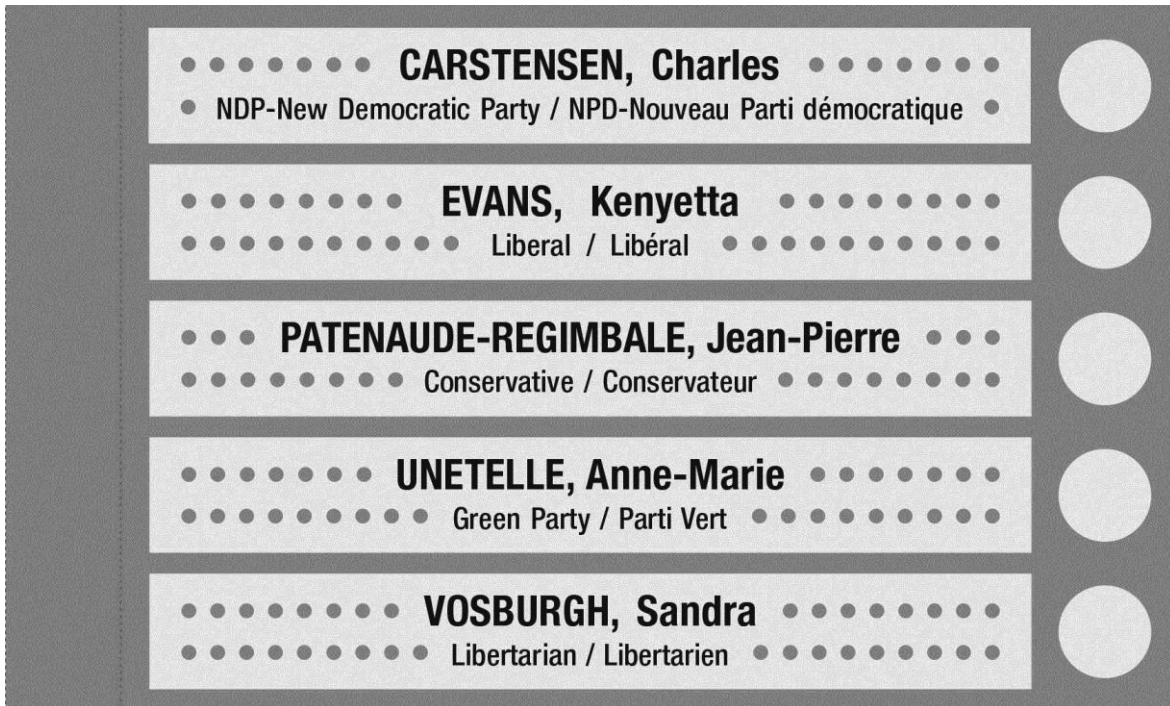 CARSTENSEN, Charles
NDP-New Democratic Party / NPD-Nouveau Parti démocratique
EVANS, Kenyetta
Liberal / Libéral
PATENAUDE-REGIMBALE, Jean-Pierre
Conservative / Conservateur
UNETELLE, Anne-Marie
Green Party / Parti Vert
VOSBURGH, Sandra
Libertarian / Libertarien